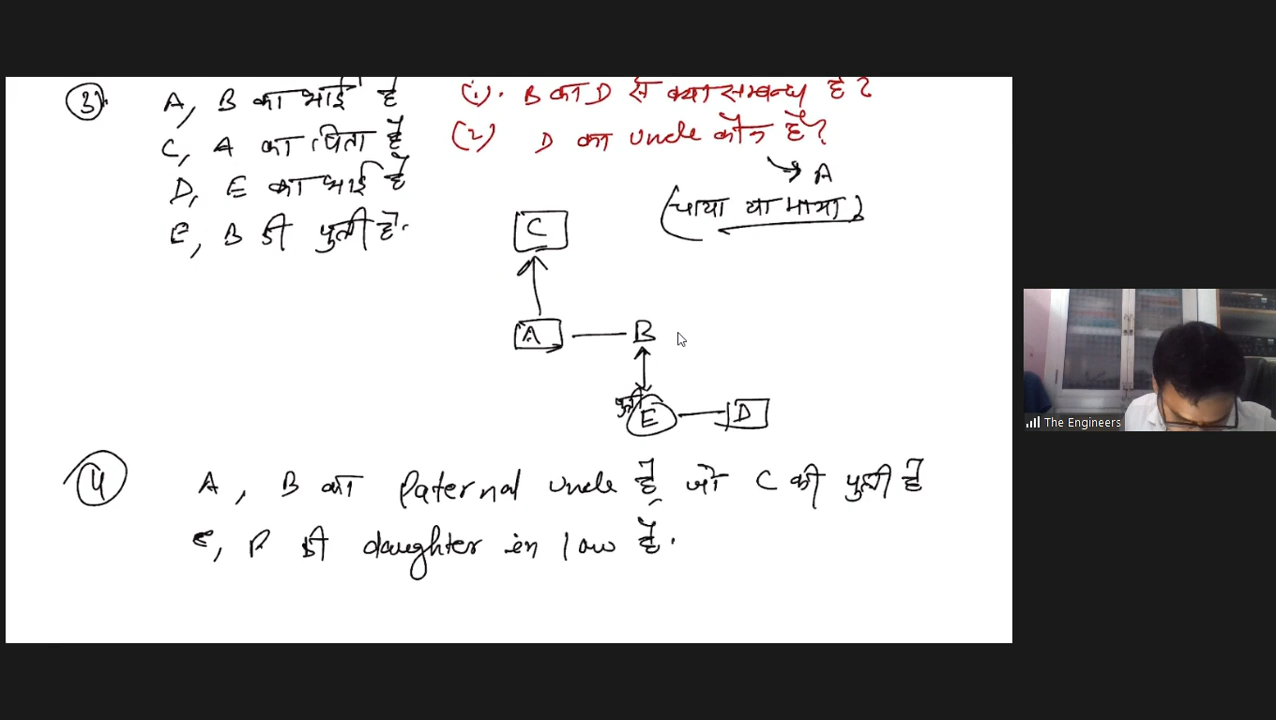 (3). A, B का भाई है
C, A का पिता है
D, E का भाई है
E, B की पुत्री है.
(1). B का D से क्या सम्बन्ध है?
(2) D का uncle कौन है?
→ A
(चाचा या मामा)
C
A B
पुत्री
E D
(4) A, B का Paternal uncle है, जो C की पुत्री है
E, P की daughter in law है.
The Engineers